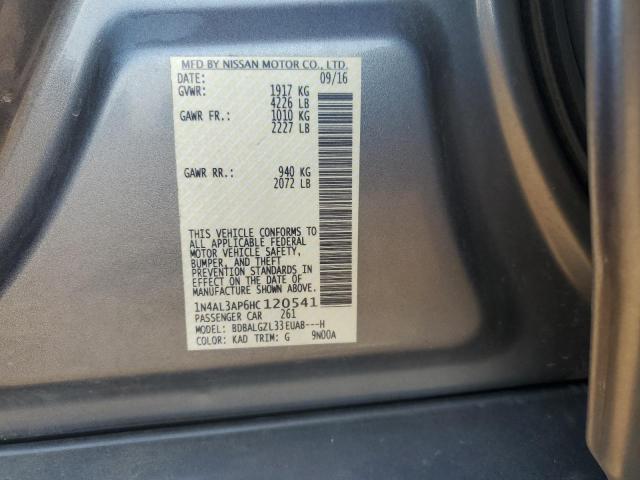 MFD BY NISSAN MOTOR CO., LTD.
DATE: 09/16
GVWR: 1917 KG
4226 LB
GAWR FR.: 1010 KG
2227 LB
GAWR RR.: 940 KG
2072 LB
THIS VEHICLE CONFORMS TO
ALL APPLICABLE FEDERAL
MOTOR VEHICLE SAFETY,
BUMPER, AND THEFT
PREVENTION STANDARDS IN
EFFECT ON THE DATE OF
MANUFACTURE SHOWN ABOVE.
1N4AL3AP6HC120541
PASSENGER CAR 261
MODEL: BDBALGZL33EUAB---H
COLOR: KAD TRIM: G 9N00A